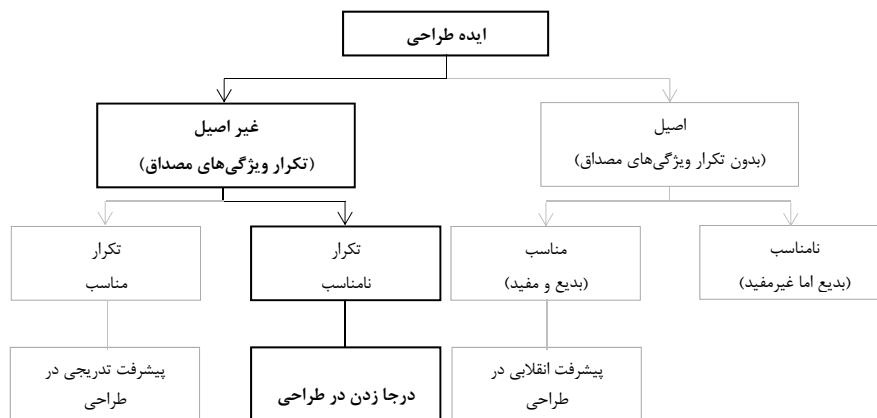 ایده طراحی
اصیل
(بدون تکرار ویژگی‌های مصداق)
غیر اصیل
(تکرار ویژگی‌های مصداق)
نامناسب
(بدیع اما غیرمفید)
مناسب
(بدیع و مفید)
تکرار
نامناسب
تکرار
مناسب
پیشرفت انقلابی در
طراحی
درجا زدن در طراحی
پیشرفت تدریجی در
طراحی